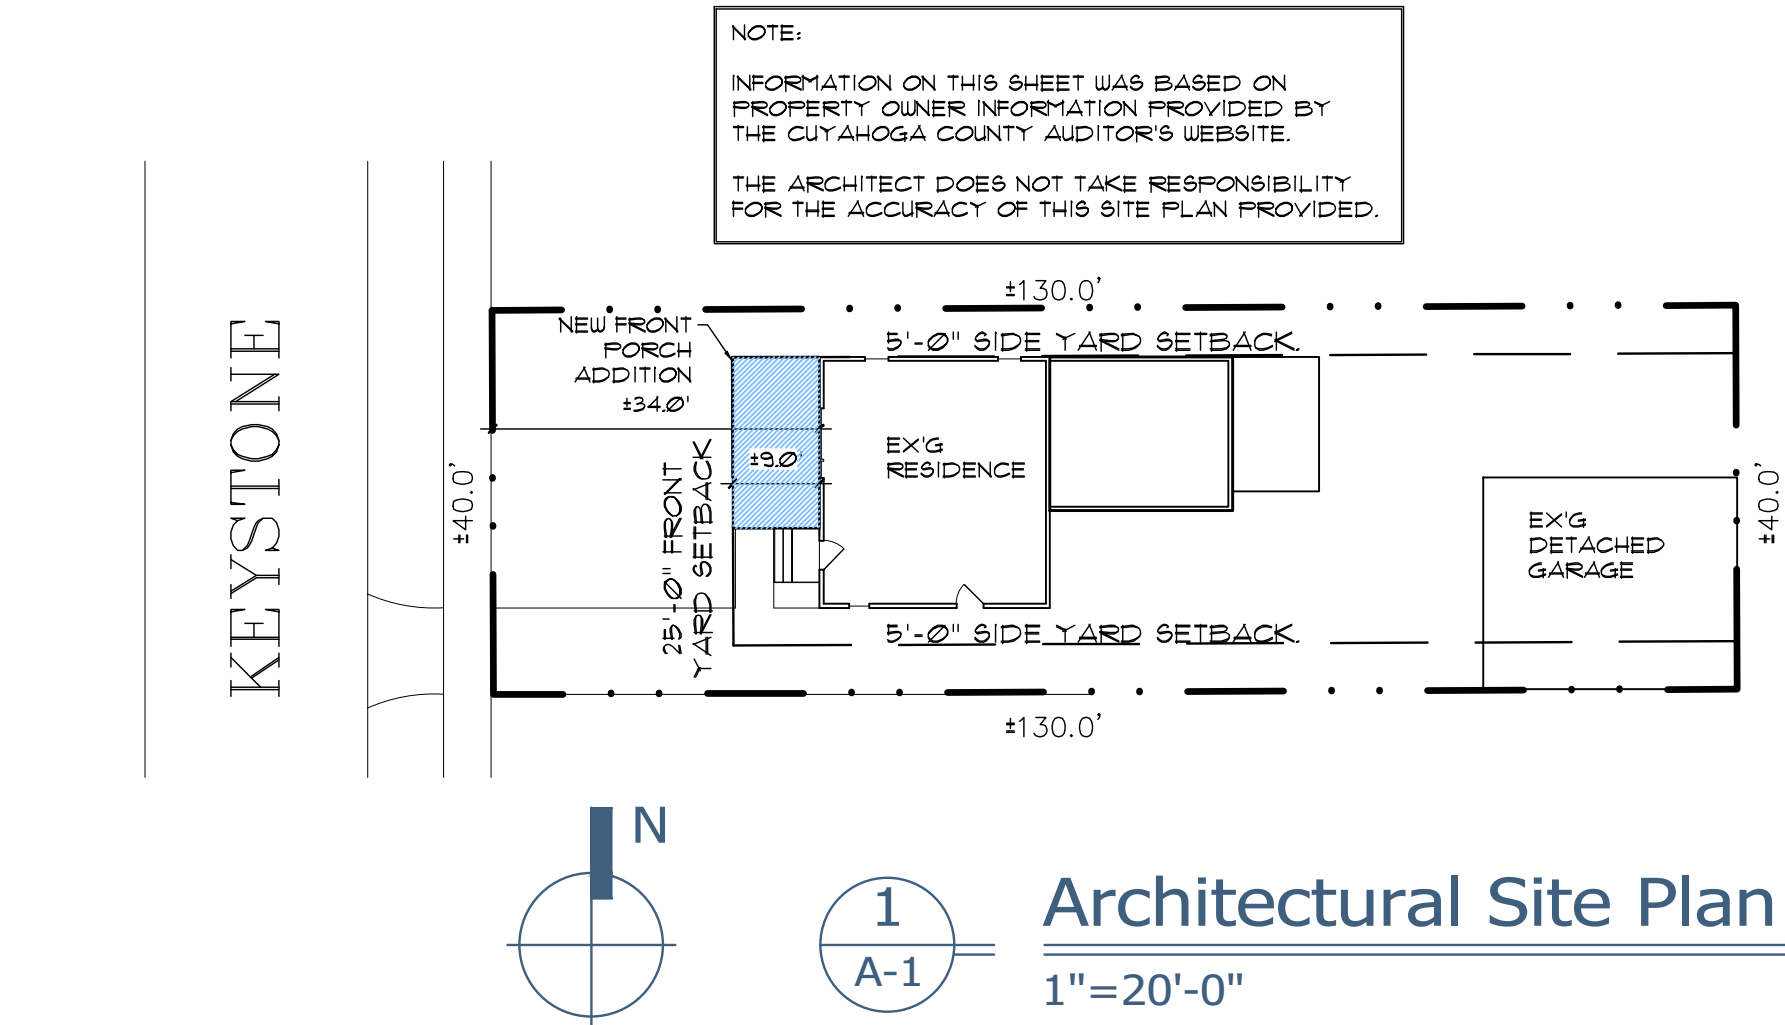 NOTE:
INFORMATION ON THIS SHEET WAS BASED ON
PROPERTY OWNER INFORMATION PROVIDED BY
THE CUYAHOGA COUNTY AUDITOR'S WEBSITE.
THE ARCHITECT DOES NOT TAKE RESPONSIBILITY
FOR THE ACCURACY OF THIS SITE PLAN PROVIDED.
±130.0'
NEW FRONT
PORCH
ADDITION
±34.0'
5'-0" SIDE YARD SETBACK.
KEYSTONE
±40.0'
25'-0" FRONT
YARD SETBACK
±9.0'
EX'G
RESIDENCE
EX'G
DETACHED
GARAGE
±40.0'
5'-0" SIDE YARD SETBACK.
±130.0'
N
1
A-1
Architectural Site Plan
1"=20'-0"